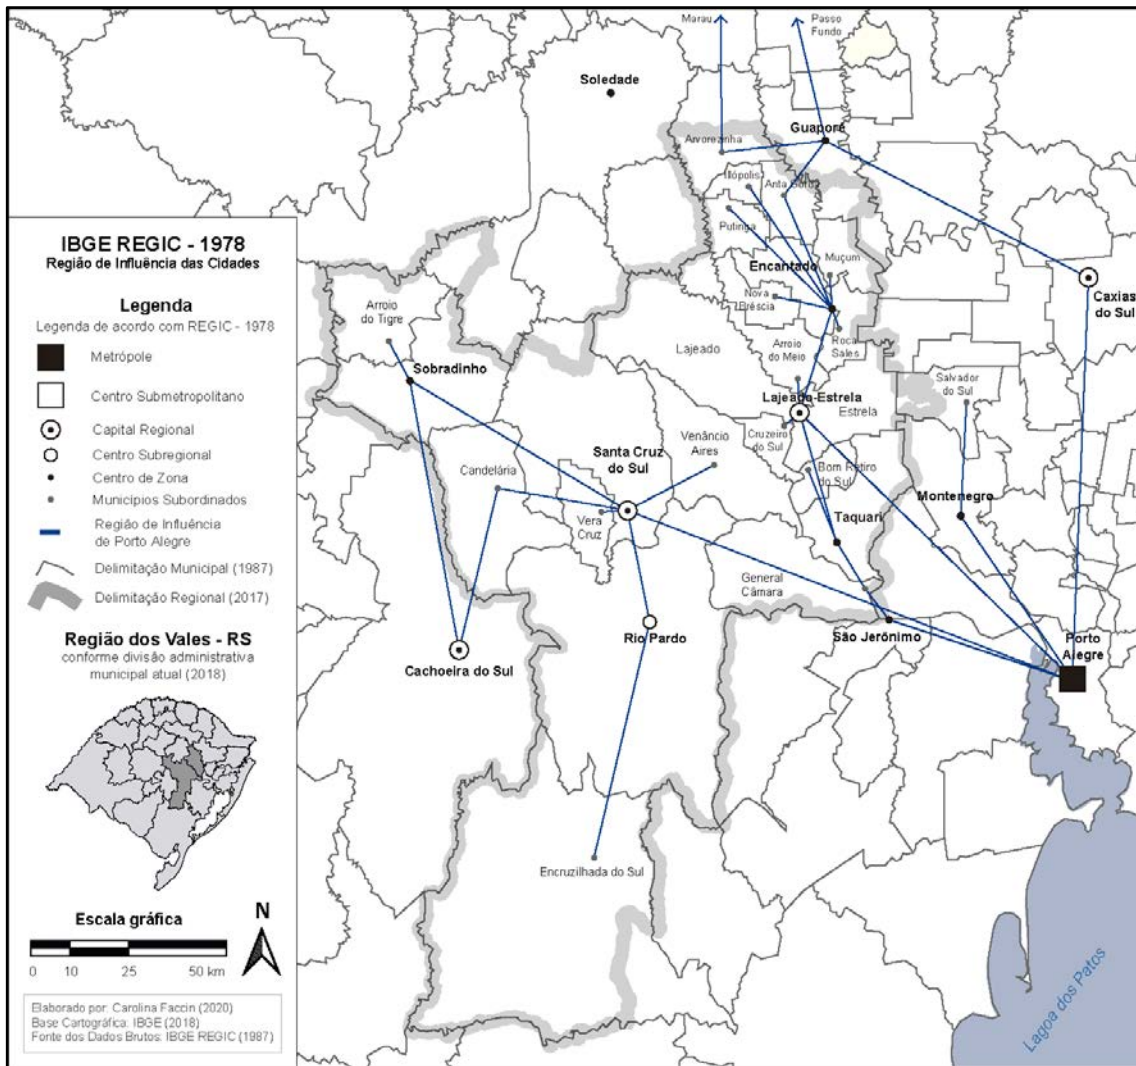 IBGE REGIC - 1978
Região de Influência das Cidades
Legenda
Legenda de acordo com REGIC - 1978
Metrópole
Centro Submetropolitano
Capital Regional
Centro Subregional
Centro de Zona
Municípios Subordinados
Região de Influência
de Porto Alegre
Delimitação Municipal (1987)
Delimitação Regional (2017)
Região dos Vales - RS
conforme divisão administrativa
municipal atual (2018)
Escala gráfica
N
0 10 25 50 km
Elaborado por: Carolina Faccin (2020)
Base Cartográfica: IBGE (2018)
Fonte dos Dados Brutos: IBGE REGIC (1987)
Marau
Passo
Fundo
Soledade
Guaporé
Arvorezinha
Ilópolis
Anta Gorda
Putinga
Muçum
Encantado
Nova
Bréscia
Caxias
do Sul
Arroio
do Tigre
Roca
Sales
Lajeado
Arroio
do Meio
Sobradinho
Salvador
do Sul
Lajeado-Estrela
Estrela
Cruzeiro
do Sul
Venâncio
Aires
Santa Cruz
do Sul
Candelária
Bom Retiro
do Sul
Montenegro
Vera
Cruz
Taquari
General
Câmara
Rio Pardo
São Jerônimo
Porto
Alegre
Cachoeira do Sul
Encruzilhada do Sul
Lagoa dos Patos